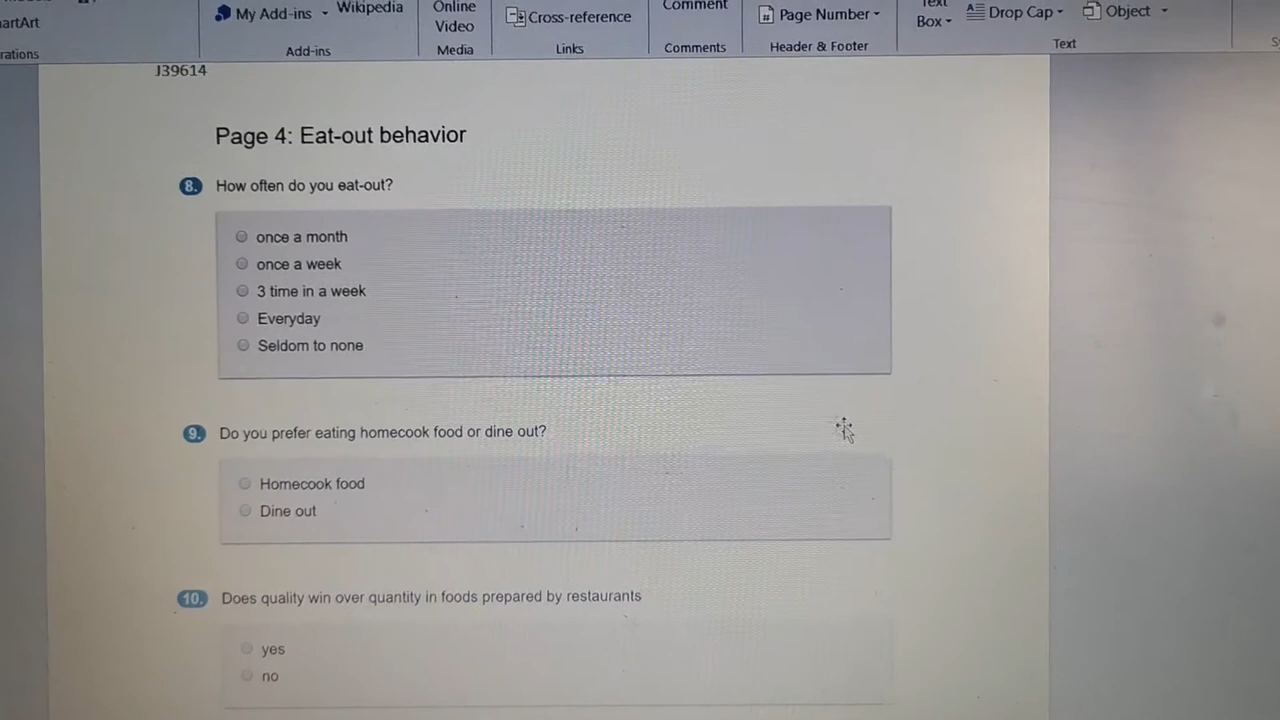 artArt
My Add-ins
Wikipedia
Online
Video
Cross-reference
Comment
Page Number
Text
Box
Drop Cap
Object
rations
Add-ins
Media
Links
Comments
Header & Footer
Text
J39614
Page 4: Eat-out behavior
8. How often do you eat-out?
once a month
once a week
3 time in a week
Everyday
Seldom to none
9. Do you prefer eating homecook food or dine out?
Homecook food
Dine out
10. Does quality win over quantity in foods prepared by restaurants
yes
no